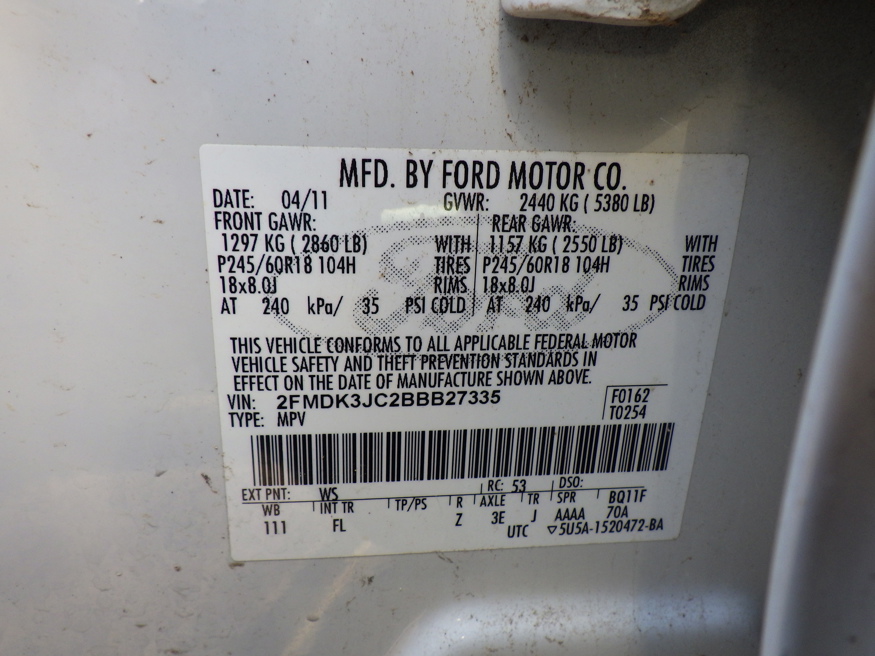 MFD. BY FORD MOTOR CO.
DATE: 04/11 GVWR: 2440 KG ( 5380 LB)
FRONT GAWR: REAR GAWR:
1297 KG ( 2860 LB) WITH 1157 KG ( 2550 LB) WITH
P245/60R18 104H TIRES P245/60R18 104H TIRES
18x8.0J RIMS 18x8.0J RIMS
AT 240 kPa/ 35 PSI COLD AT 240 kPa/ 35 PSI COLD
Ford
THIS VEHICLE CONFORMS TO ALL APPLICABLE FEDERAL MOTOR
VEHICLE SAFETY AND THEFT PREVENTION STANDARDS IN
EFFECT ON THE DATE OF MANUFACTURE SHOWN ABOVE.
VIN: 2FMDK3JC2BBB27335 F0162
TYPE: MPV T0254
EXT PNT: WS RC: 53 DSO:
WB INT TR TP/PS R AXLE TR SPR BQ11F
111 FL Z 3E J AAAA 70A
UTC ▽5U5A-1520472-BA